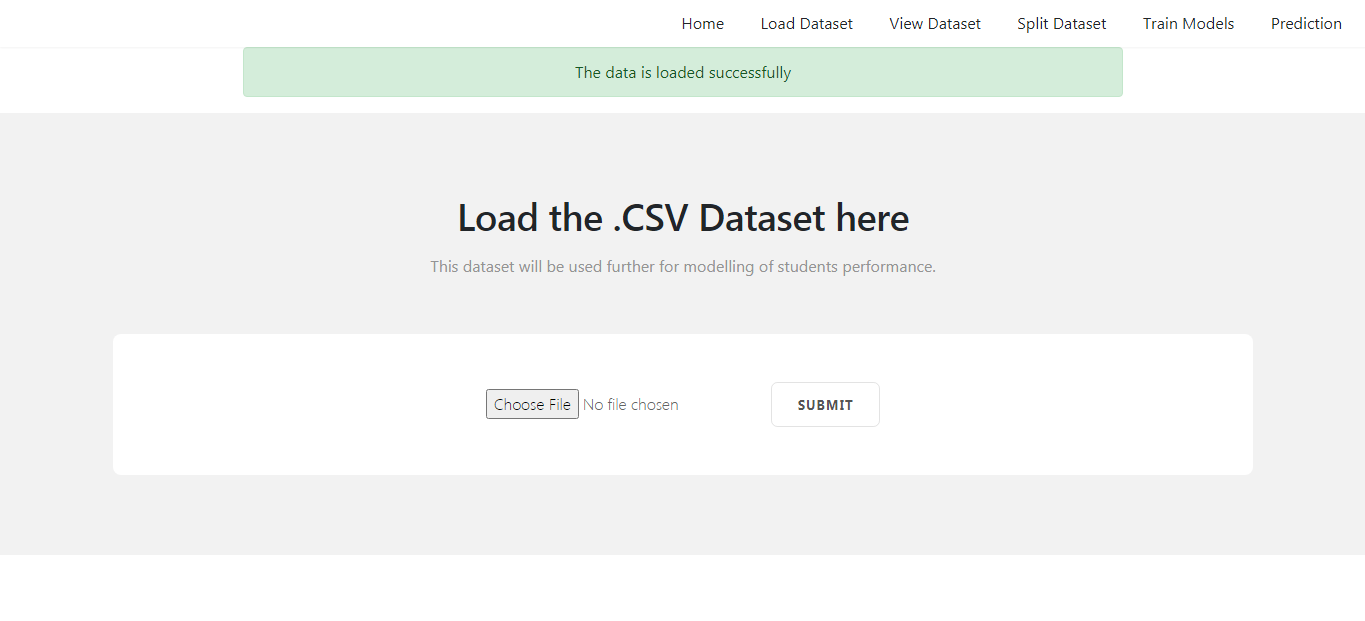 Home Load Dataset View Dataset Split Dataset Train Models Prediction
The data is loaded successfully
Load the .CSV Dataset here
This dataset will be used further for modelling of students performance.
Choose File No file chosen SUBMIT